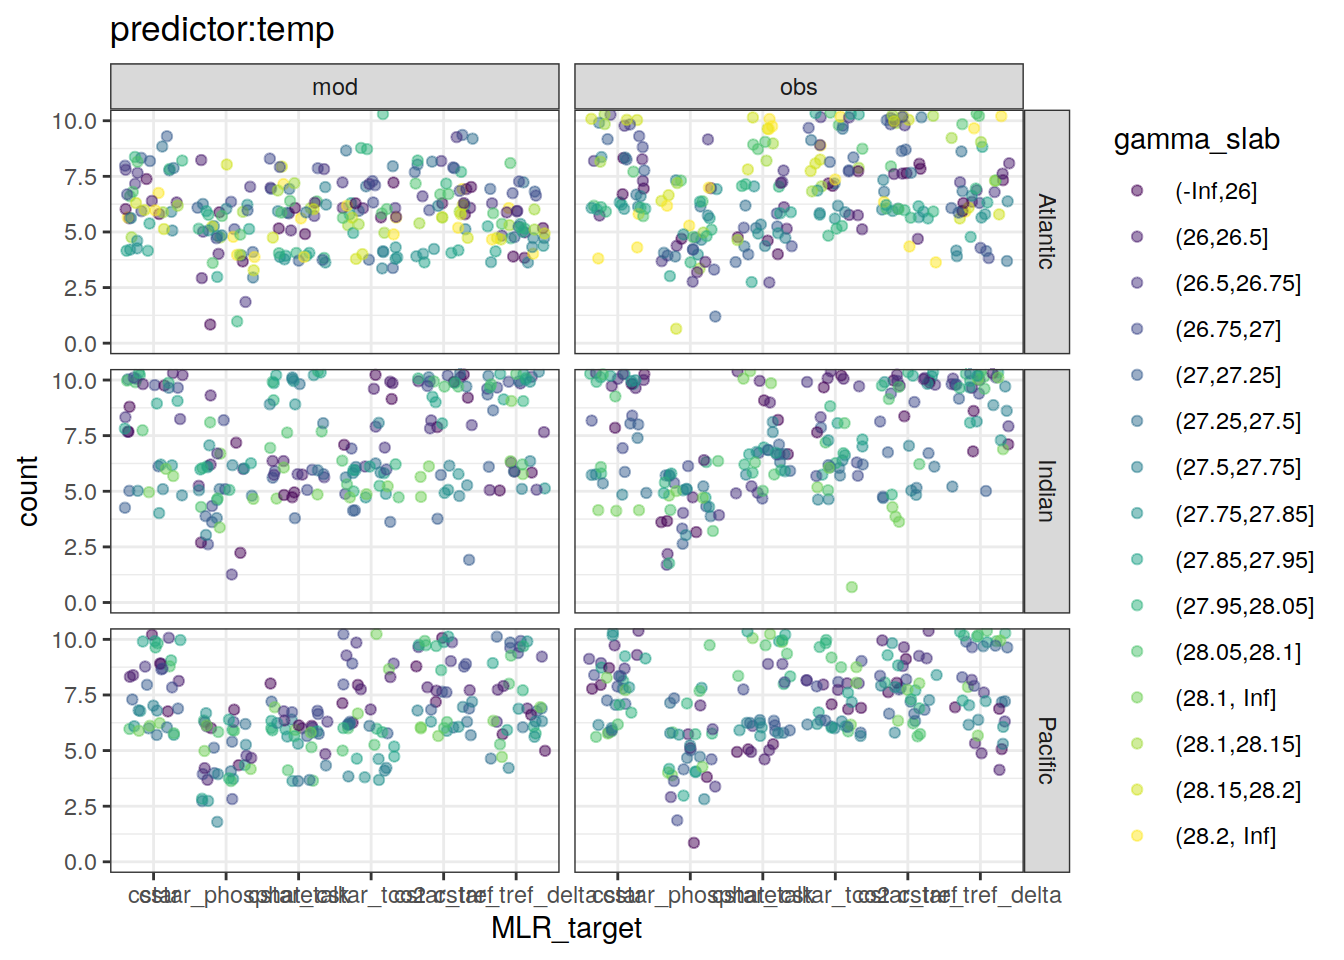 predictor:temp
mod
obs
gamma_slab
count
10.0
7.5
5.0
2.5
0.0
Atlantic
10.0
7.5
5.0
2.5
0.0
Indian
10.0
7.5
5.0
2.5
0.0
Pacific
(-Inf,26]
(26,26.5]
(26.5,26.75]
(26.75,27]
(27,27.25]
(27.25,27.5]
(27.5,27.75]
(27.75,27.85]
(27.85,27.95]
(27.95,28.05]
(28.05,28.1]
(28.1, Inf]
(28.1,28.15]
(28.15,28.2]
(28.2, Inf]
MLR_target